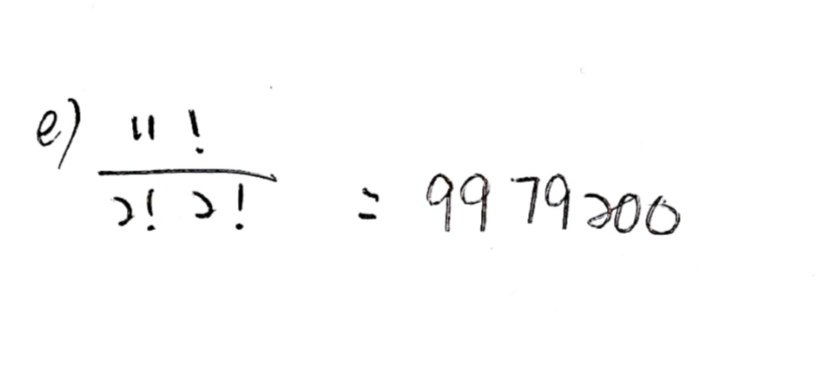 e) 11! / 2! 2! = 9979200